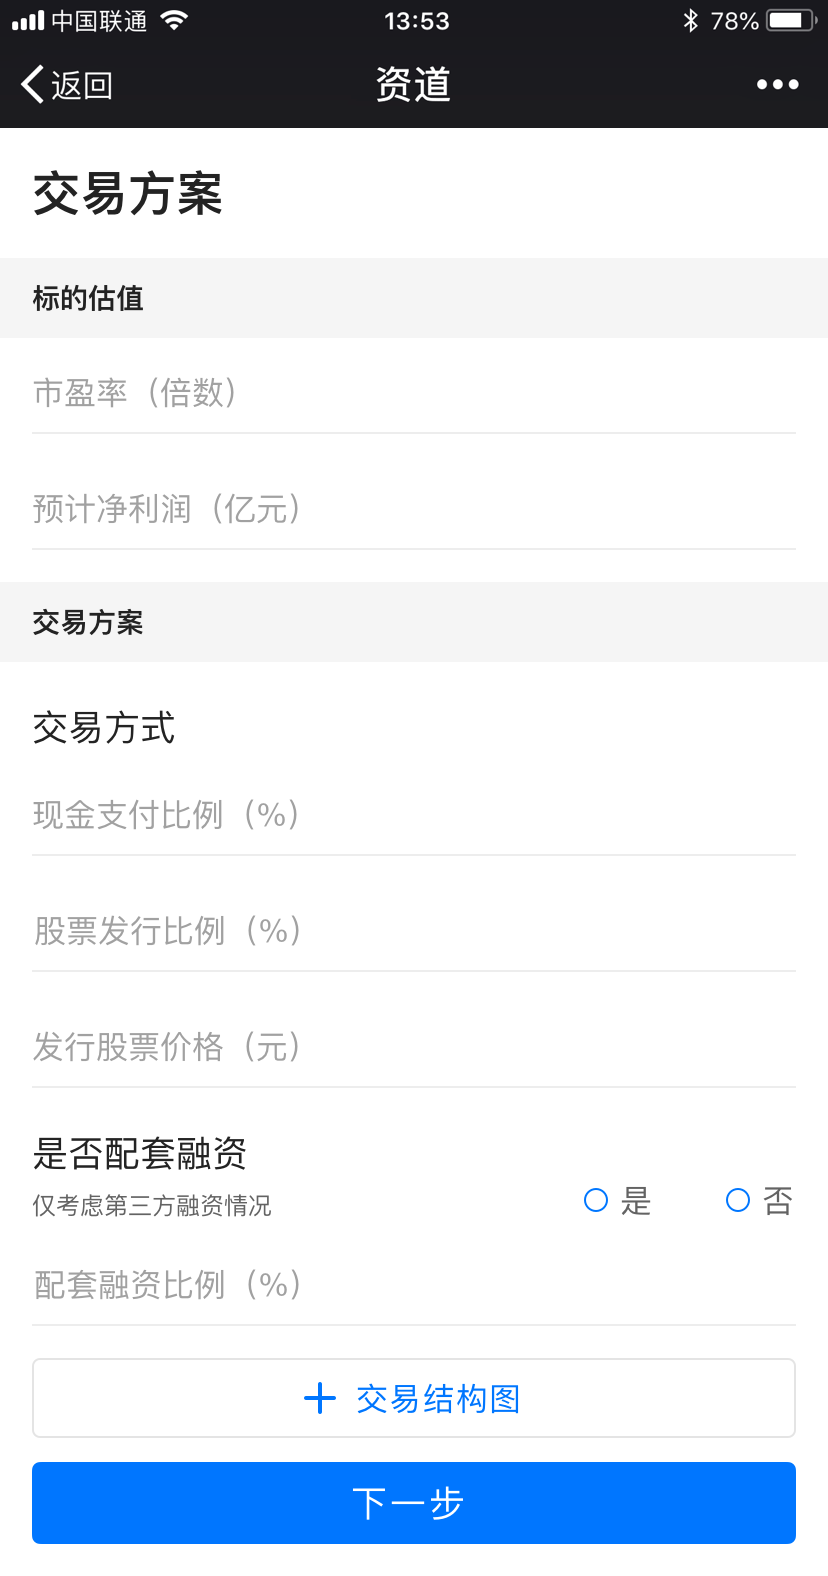 中国联通
13:53
78%
返回
资道
交易方案
标的估值
市盈率（倍数）
预计净利润（亿元）
交易方案
交易方式
现金支付比例（%）
股票发行比例（%）
发行股票价格（元）
是否配套融资
仅考虑第三方融资情况
是
否
配套融资比例（%）
交易结构图
下一步